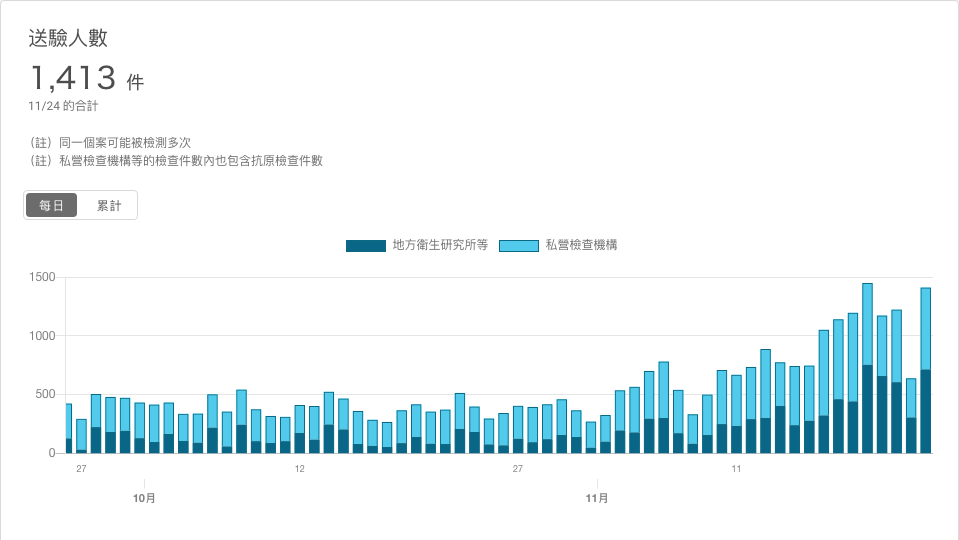 送驗人數
1,413 件
11/24 的合計
（註）同一個案可能被檢測多次
（註）私營檢查機構等的檢查件數內也包含抗原檢查件數
每日 累計
地方衛生研究所等 私營檢查機構
1500
1000
500
0
27 12 27 11
10月 11月